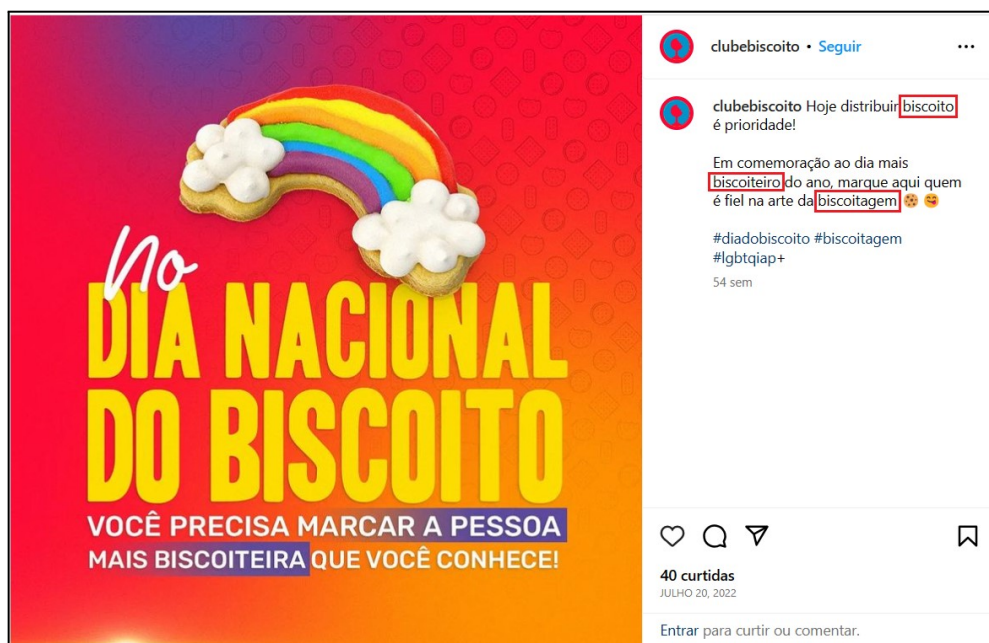 No
DIA NACIONAL
DO BISCOITO
VOCÊ PRECISA MARCAR A PESSOA
MAIS BISCOITEIRA QUE VOCÊ CONHECE!
clubebiscoito • Seguir
clubebiscoito Hoje distribuir biscoito
é prioridade!
Em comemoração ao dia mais
biscoiteiro do ano, marque aqui quem
é fiel na arte da biscoitagem 🍪 😋
#diadobiscoito #biscoitagem
#lgbtqiap+
54 sem
40 curtidas
JULHO 20, 2022
Entrar para curtir ou comentar.